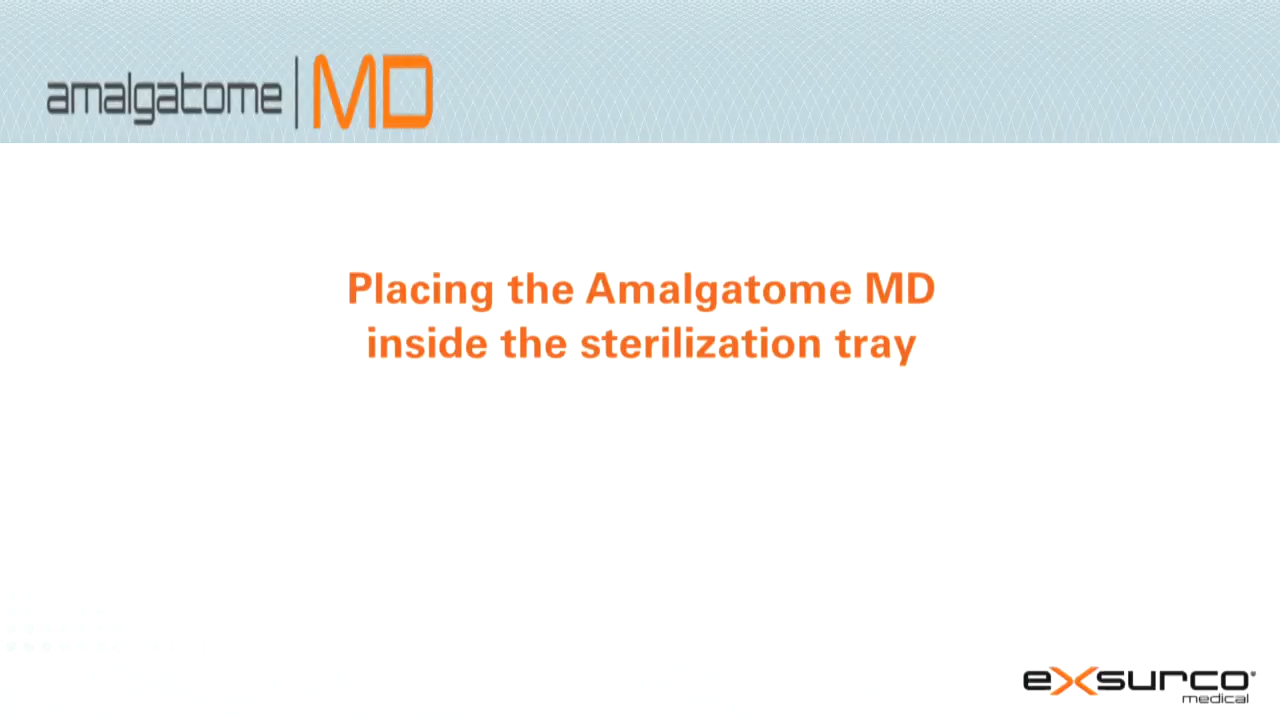 amalgatome | MD
Placing the Amalgatome MD
inside the sterilization tray
exsurco®
medical